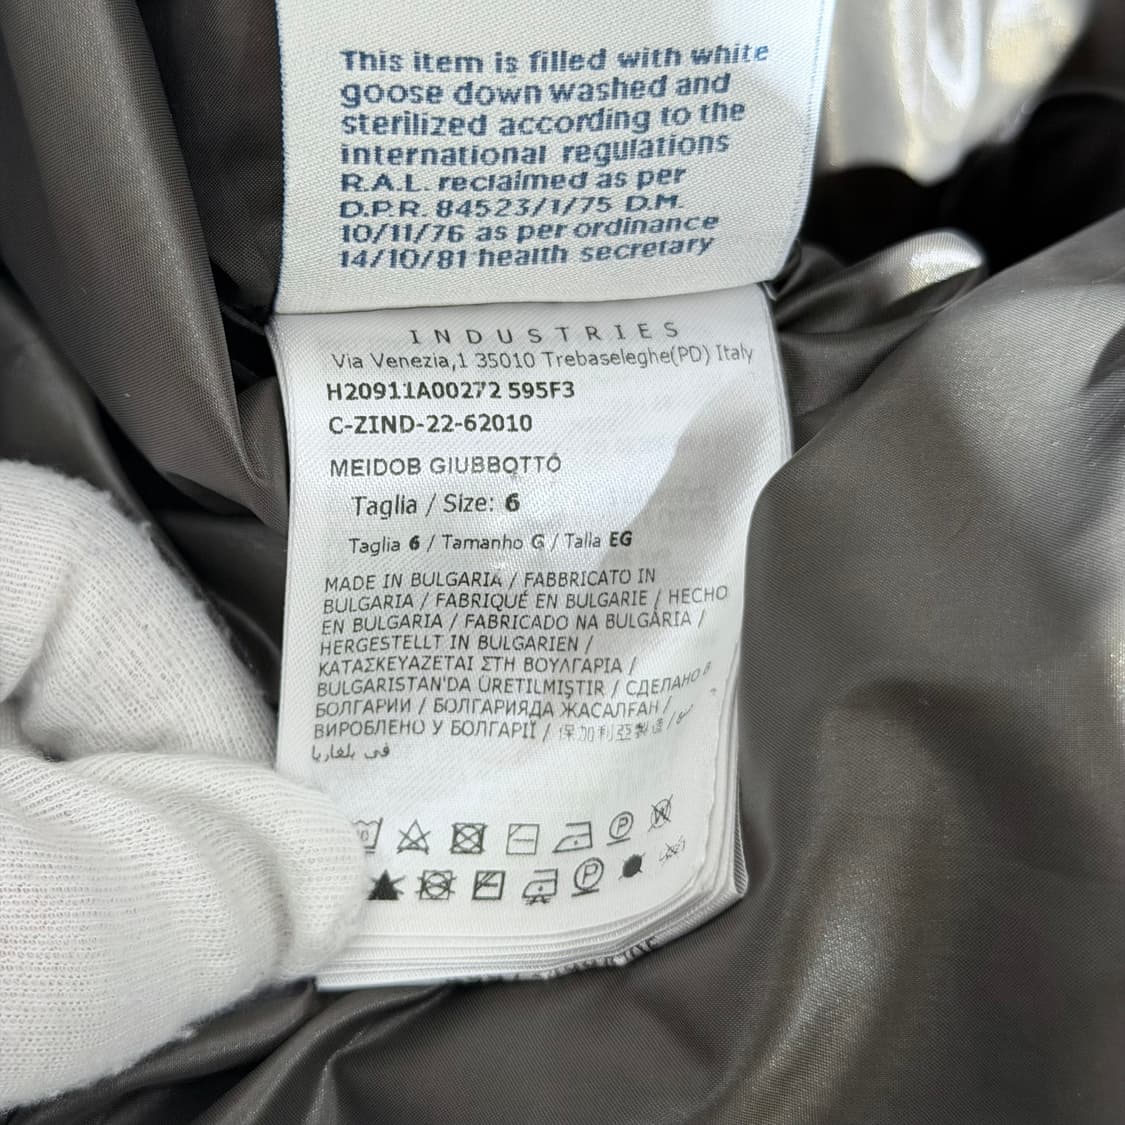 This item is filled with white
goose down washed and
sterilized according to the
international regulations
R.A.L. reclaimed as per
D.P.R. 84523/1/75 D.M.
10/11/76 as per ordinance
14/10/81 health secretary
INDUSTRIES
Via Venezia,1 35010 Trebaseleghe(PD) Italy
H20911A00272 595F3
C-ZIND-22-62010
MEIDOB GIUBBOTTO
Taglia / Size: 6
Taglia 6 / Tamanho G / Talla EG
MADE IN BULGARIA / FABBRICATO IN
BULGARIA / FABRIQUÉ EN BULGARIE / HECHO
EN BULGARIA / FABRICADO NA BULGÁRIA /
HERGESTELLT IN BULGARIEN /
ΚΑΤΑΣΚΕΥΑΖΕΤΑΙ ΣΤΗ ΒΟΥΛΓΑΡΙΑ /
BULGARISTAN'DA ÜRETILMIŞTIR / СДЕЛАНО В
БОЛГАРИИ / БОЛГАРИЯДА ЖАСАЛҒАН /
ВИРОБЛЕНО У БОЛГАРІЇ / 保加利亞製造 /
في بلغاريا
P W
P